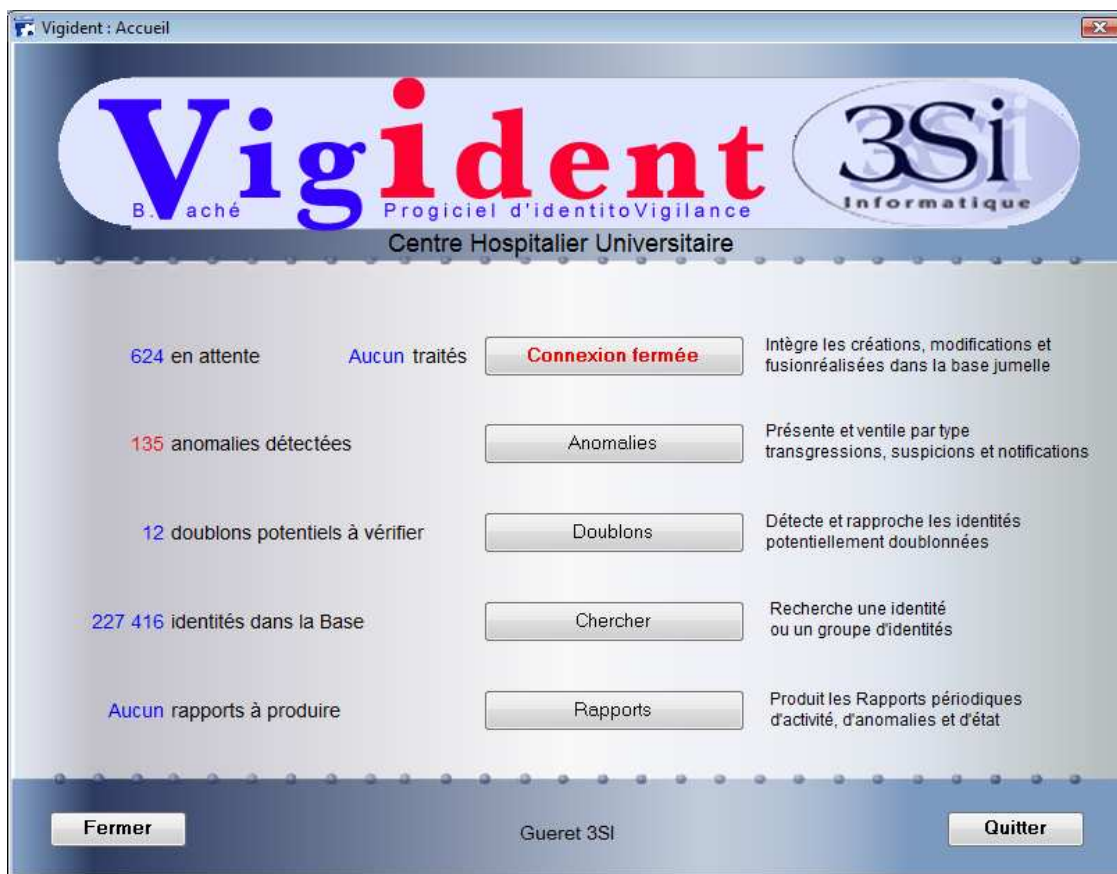 Vigident : Accueil
Vigident
B. Vaché
Progiciel d'identitoVigilance
3Si
Informatique
Centre Hospitalier Universitaire
624 en attente Aucun traités Connexion fermée
Intègre les créations, modifications et
fusionréalisées dans la base jumelle
135 anomalies détectées Anomalies
Présente et ventile par type
transgressions, suspicions et notifications
12 doublons potentiels à vérifier Doublons
Détecte et rapproche les identités
potentiellement doublonnées
227 416 identités dans la Base Chercher
Recherche une identité
ou un groupe d'identités
Aucun rapports à produire Rapports
Produit les Rapports périodiques
d'activité, d'anomalies et d'état
Fermer Gueret 3SI Quitter